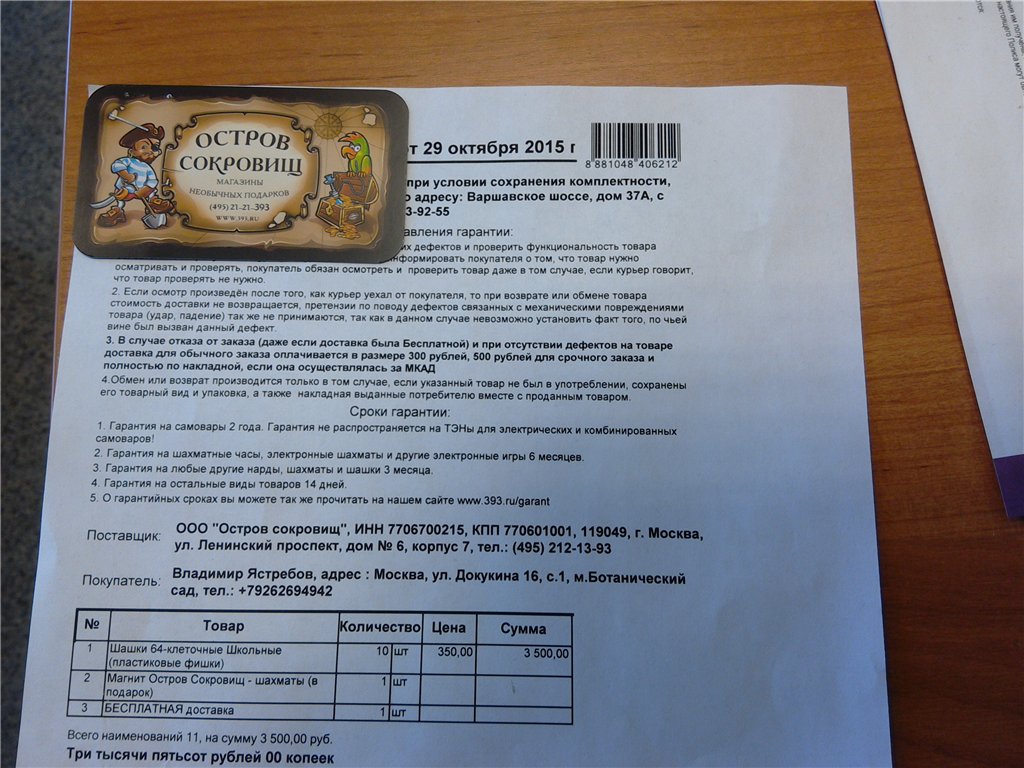 ОСТРОВ
СОКРОВИЩ
МАГАЗИНЫ
НЕОБЫЧНЫХ ПОДАРКОВ
(495) 21-21-393
WWW.393.RU
от 29 октября 2015 г
8 881048 406212
при условии сохранения комплектности,
адресу: Варшавское шоссе, дом 37А, с
3-92-55
авления гарантии:
их дефектов и проверить функциональность товара
нформировать покупателя о том, что товар нужно
осматривать и проверять, покупатель обязан осмотреть и проверить товар даже в том случае, если курьер говорит,
что товар проверять не нужно.
2. Если осмотр произведён после того, как курьер уехал от покупателя, то при возврате или обмене товара
стоимость доставки не возвращается, претензии по поводу дефектов связанных с механическими повреждениями
товара (удар, падение) так же не принимаются, так как в данном случае невозможно установить факт того, по чьей
вине был вызван данный дефект.
3. В случае отказа от заказа (даже если доставка была Бесплатной) и при отсутствии дефектов на товаре
доставка для обычного заказа оплачивается в размере 300 рублей, 500 рублей для срочного заказа и
полностью по накладной, если она осуществлялась за МКАД
4.Обмен или возврат производится только в том случае, если указанный товар не был в употреблении, сохранены
его товарный вид и упаковка, а также накладная выданные потребителю вместе с проданным товаром.
Сроки гарантии:
1. Гарантия на самовары 2 года. Гарантия не распространяется на ТЭНы для электрических и комбинированных
самоваров!
2. Гарантия на шахматные часы, электронные шахматы и другие электронные игры 6 месяцев.
3. Гарантия на любые другие нарды, шахматы и шашки 3 месяца.
4. Гарантия на остальные виды товаров 14 дней.
5. О гарантийных сроках вы можете так же прочитать на нашем сайте www.393.ru/garant
Поставщик: ООО "Остров сокровищ", ИНН 7706700215, КПП 770601001, 119049, г. Москва,
ул. Ленинский проспект, дом № 6, корпус 7, тел.: (495) 212-13-93
Покупатель: Владимир Ястребов, адрес : Москва, ул. Докукина 16, с.1, м.Ботанический
сад, тел.: +79262694942
№ Товар Количество Цена Сумма
1 Шашки 64-клеточные Школьные 10 шт 350,00 3 500,00
(пластиковые фишки)
2 Магнит Остров Сокровищ - шахматы (в 1 шт
подарок)
3 БЕСПЛАТНАЯ доставка 1 шт
Всего наименований 11, на сумму 3 500,00 руб.
Три тысячи пятьсот рублей 00 копеек